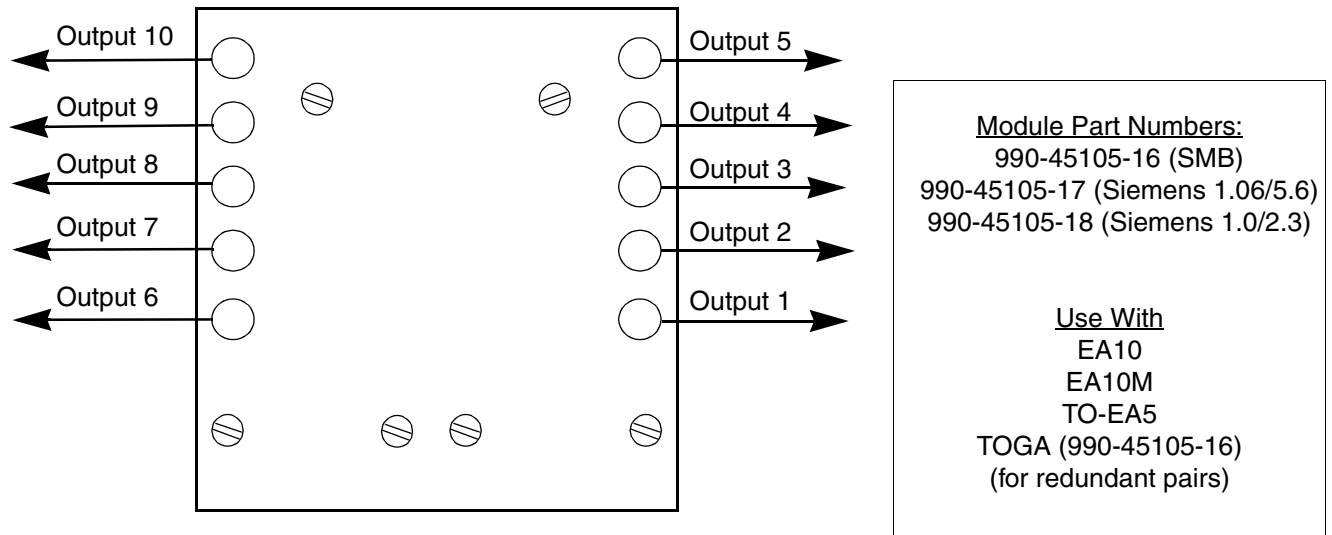 Output 10
Output 9
Output 8
Output 7
Output 6
Output 5
Output 4
Output 3
Output 2
Output 1
Module Part Numbers:
990-45105-16 (SMB)
990-45105-17 (Siemens 1.06/5.6)
990-45105-18 (Siemens 1.0/2.3)
Use With
EA10
EA10M
TO-EA5
TOGA (990-45105-16)
(for redundant pairs)